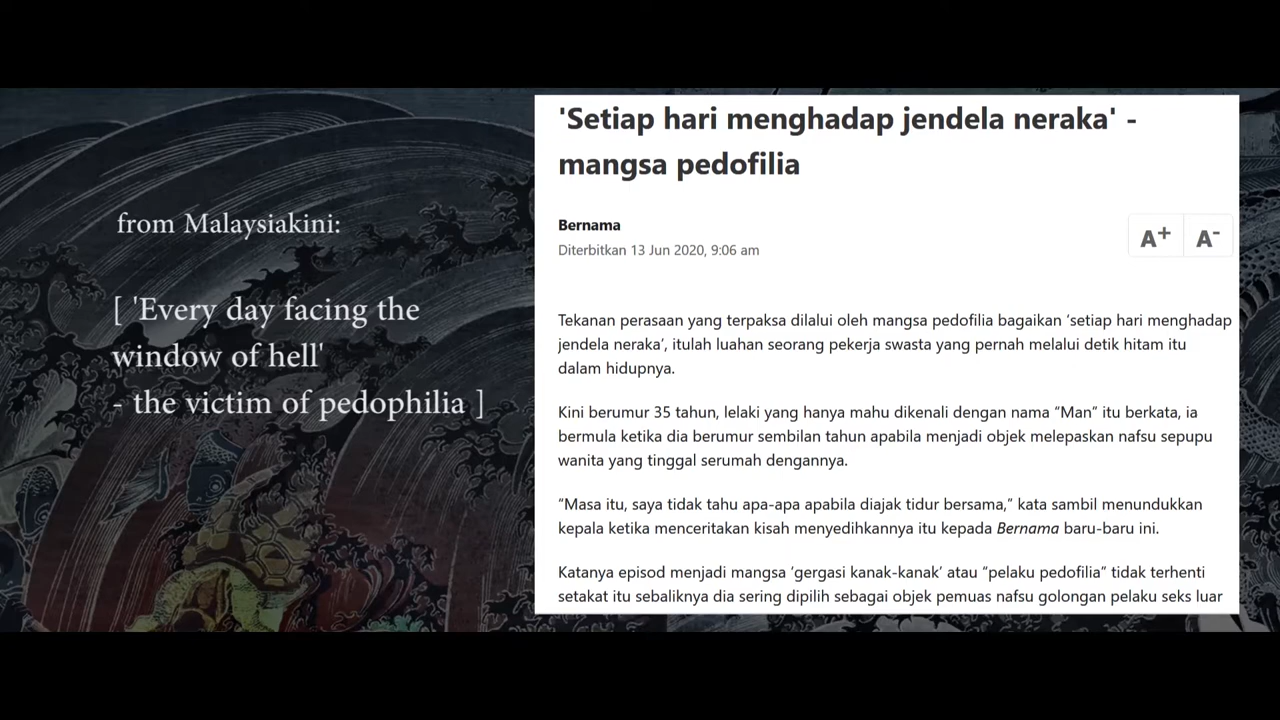 from Malaysiakini:
[ 'Every day facing the
window of hell'
- the victim of pedophilia ]
'Setiap hari menghadap jendela neraka' -
mangsa pedofilia
Bernama
Diterbitkan 13 Jun 2020, 9:06 am
A+ A-
Tekanan perasaan yang terpaksa dilalui oleh mangsa pedofilia bagaikan ‘setiap hari menghadap
jendela neraka’, itulah luahan seorang pekerja swasta yang pernah melalui detik hitam itu
dalam hidupnya.
Kini berumur 35 tahun, lelaki yang hanya mahu dikenali dengan nama “Man” itu berkata, ia
bermula ketika dia berumur sembilan tahun apabila menjadi objek melepaskan nafsu sepupu
wanita yang tinggal serumah dengannya.
“Masa itu, saya tidak tahu apa-apa apabila diajak tidur bersama,” kata sambil menundukkan
kepala ketika menceritakan kisah menyedihkannya itu kepada Bernama baru-baru ini.
Katanya episod menjadi mangsa ‘gergasi kanak-kanak’ atau “pelaku pedofilia” tidak terhenti
setakat itu sebaliknya dia sering dipilih sebagai objek pemuas nafsu golongan pelaku seks luar